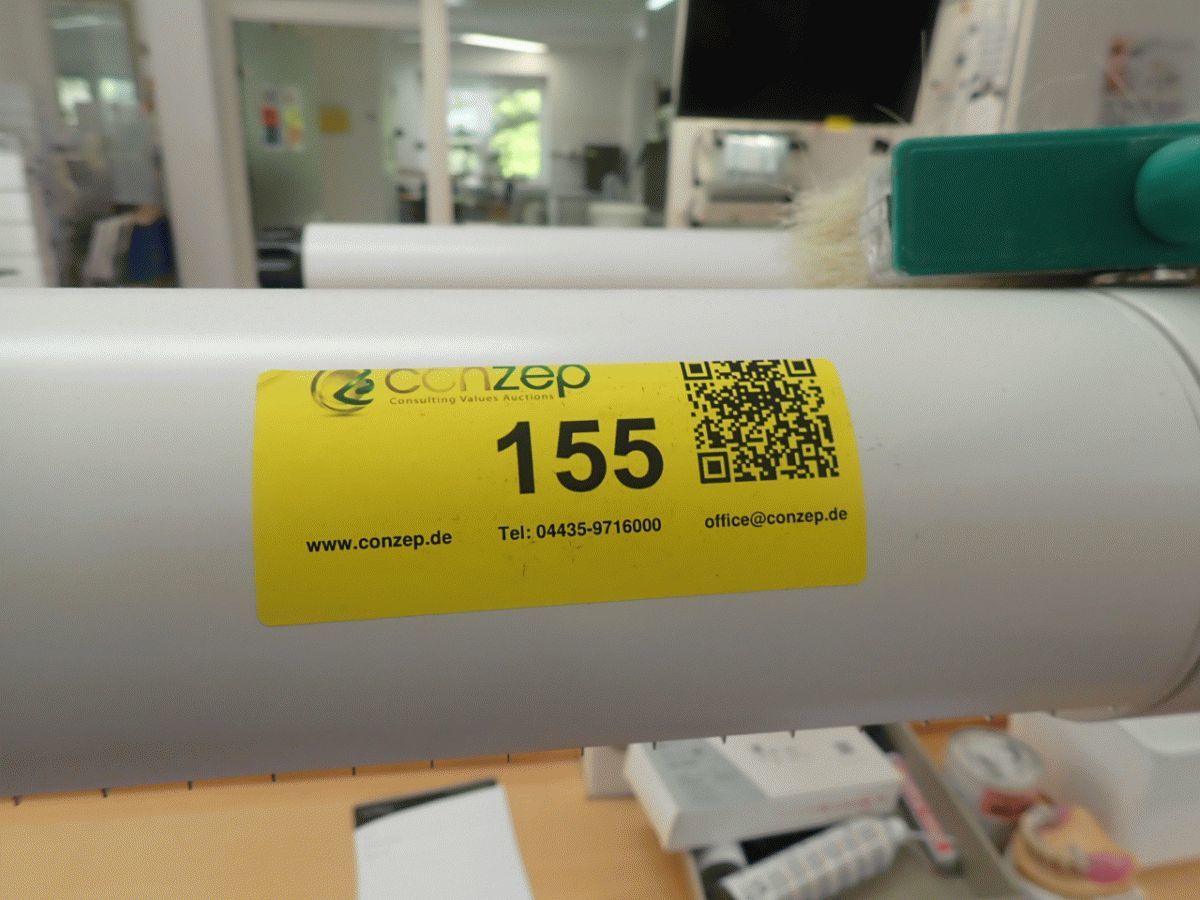 conzep
Consulting Values Auctions
155
www.conzep.de
Tel: 04435-9716000
office@conzep.de